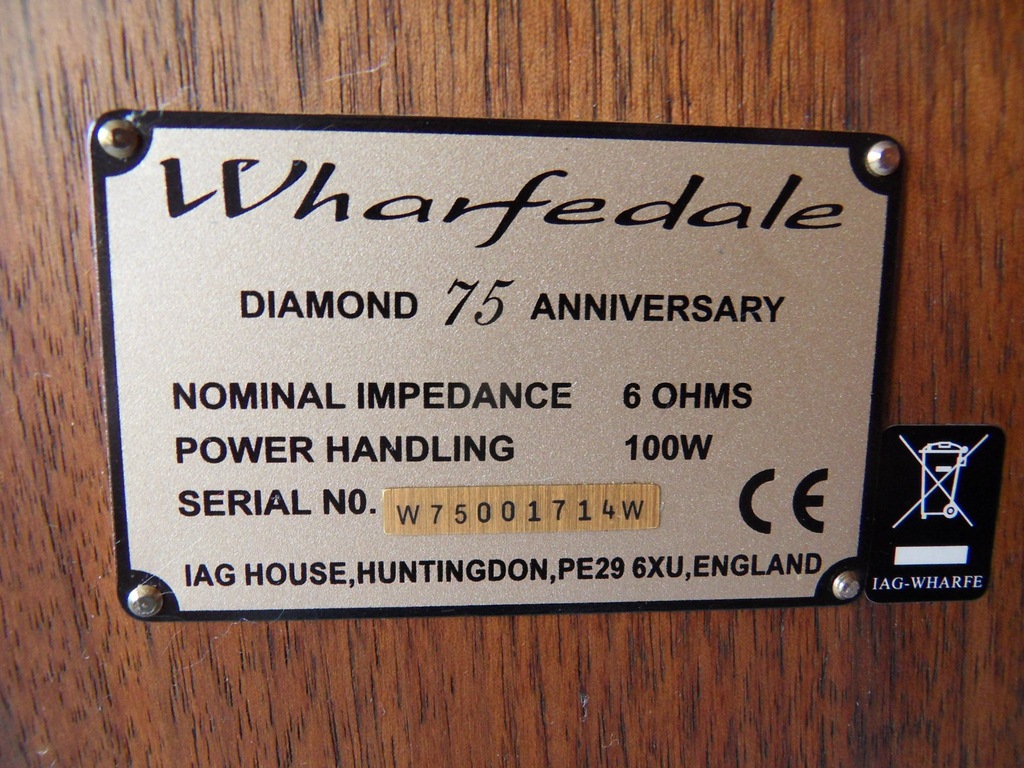 Wharfedale
DIAMOND 75 ANNIVERSARY
NOMINAL IMPEDANCE 6 OHMS
POWER HANDLING 100W
SERIAL NO. W75001714W
CE
IAG HOUSE,HUNTINGDON,PE29 6XU,ENGLAND
IAG-WHARFE